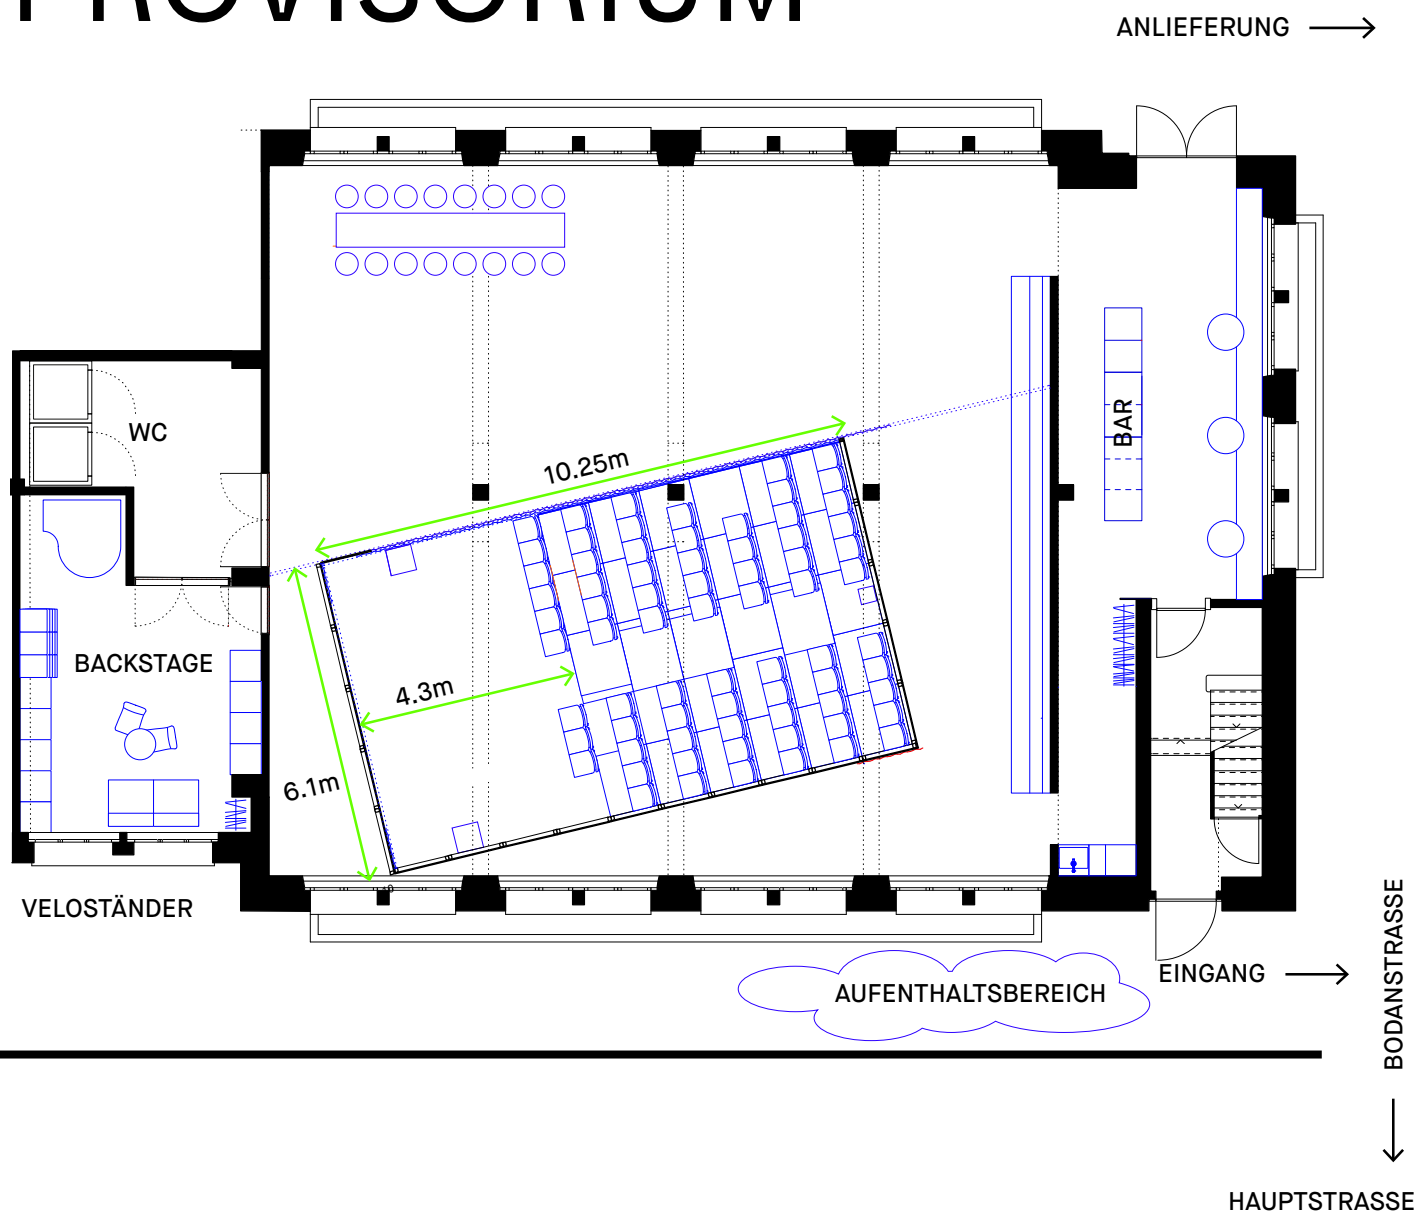 PROVISORIUM
ANLIEFERUNG
WC
BAR
10.25m
BACKSTAGE
4.3m
6.1m
VELOSTÄNDER
EINGANG
AUFENTHALTSBEREICH
BODANSTRASSE
HAUPTSTRASSE